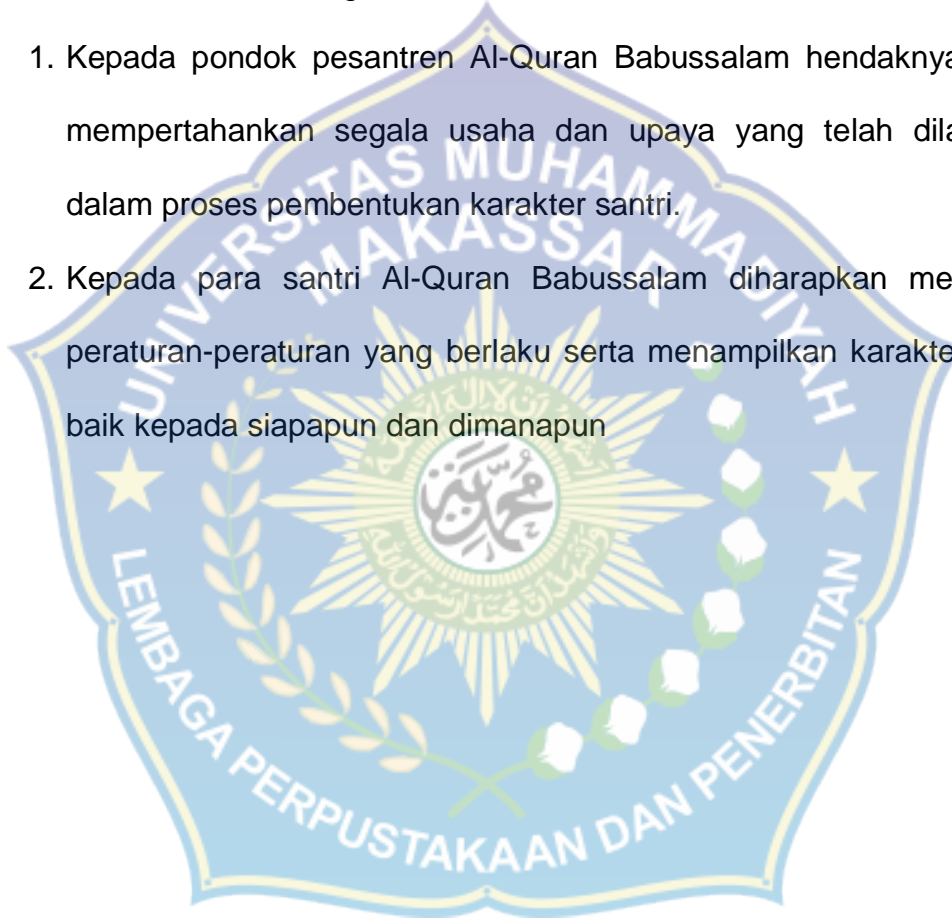 1. Kepada pondok pesantren Al-Quran Babussalam hendaknya
mempertahankan segala usaha dan upaya yang telah dila
dalam proses pembentukan karakter santri.
2. Kepada para santri Al-Quran Babussalam diharapkan me
peraturan-peraturan yang berlaku serta menampilkan karakte
baik kepada siapapun dan dimanapun
UNIVERSITAS MUHAMMADIYAH
MAKASSAR
محمدية
LEMBAGA PERPUSTAKAAN DAN PENERBITAN